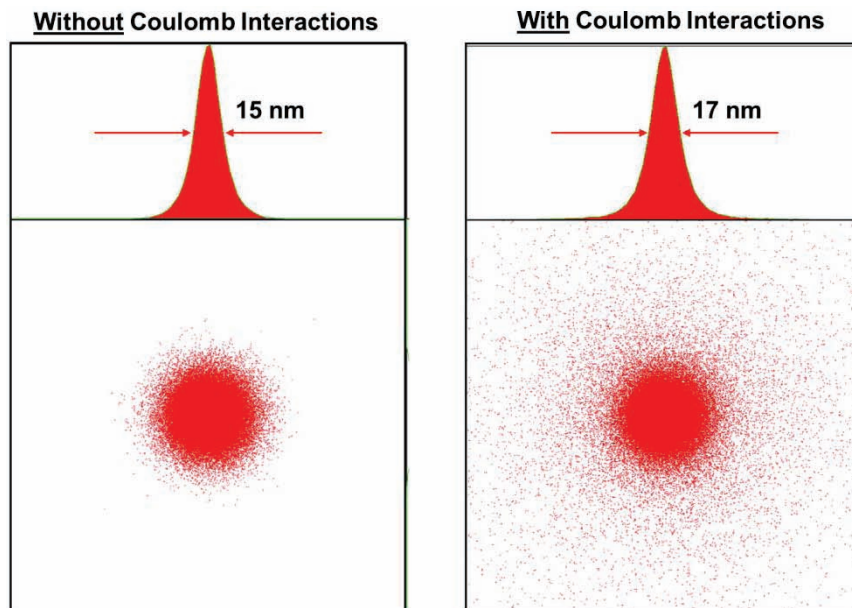 Without Coulomb Interactions
With Coulomb Interactions
15 nm
17 nm